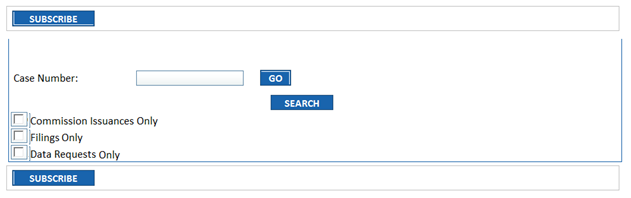 SUBSCRIBE
Case Number: GO
SEARCH
Commission Issuances Only
Filings Only
Data Requests Only
SUBSCRIBE